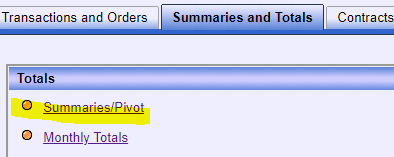 Transactions and Orders Summaries and Totals Contracts
Totals
Summaries/Pivot
Monthly Totals